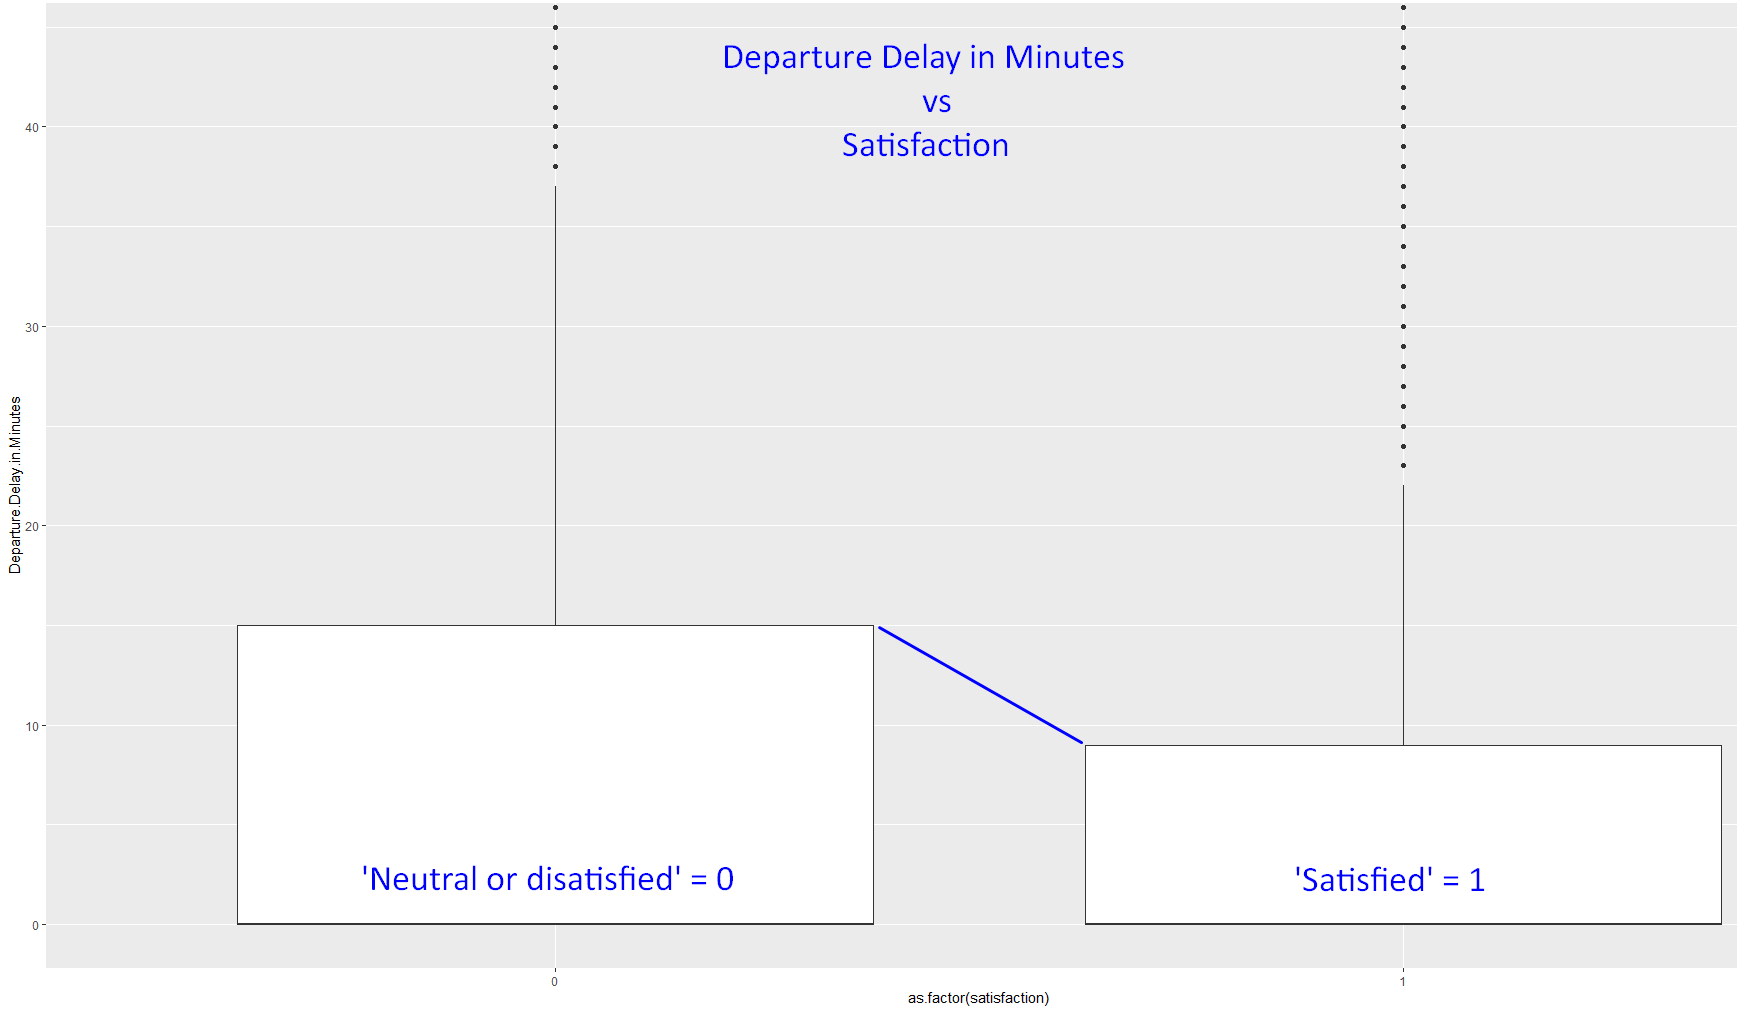 Departure Delay in Minutes
vs
Satisfaction
40
30
20
10
0
Departure.Delay.in.Minutes
'Neutral or disatisfied' = 0
'Satisfied' = 1
0
1
as.factor(satisfaction)